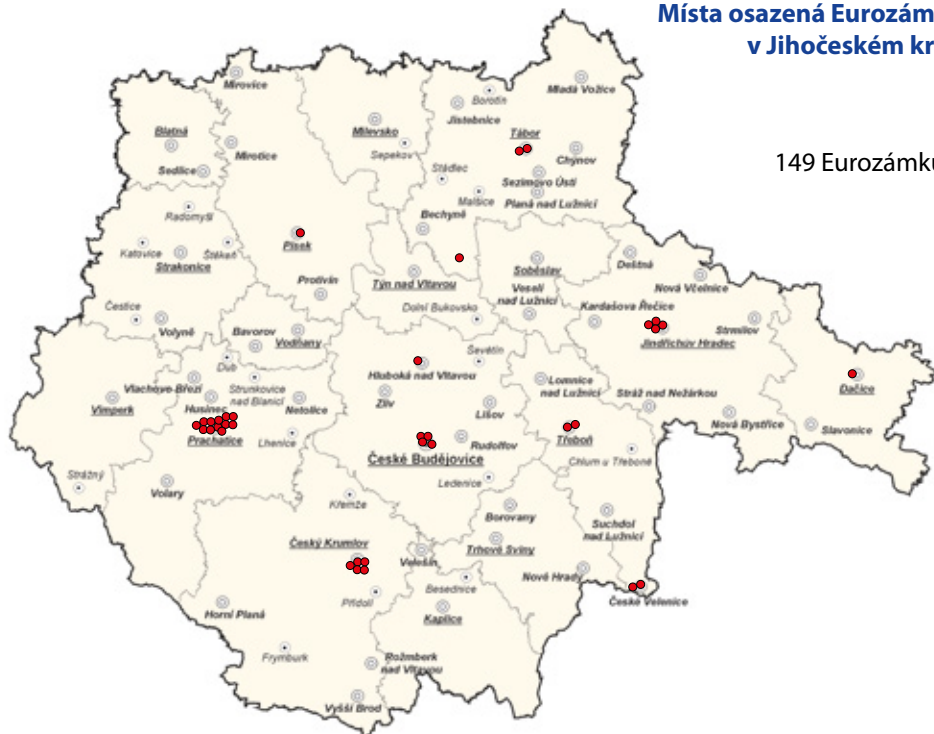 Místa osazená Eurozám
v Jihočeském kr
149 Eurozámků
Mirovice
Mladá Vožice
Borotín
Jistebnice
Blatná
Milevsko
Tábor
Mirotice
Sepekov
Chýnov
Sedlice
Stádlec
Sezimovo Ústí
Malšice
Planá nad Lužnicí
Radomyšl
Bechyně
Písek
Katovice
Štěkeň
Strakonice
Soběslav
Deštná
Protivín
Týn nad Vltavou
Veselí
nad Lužnicí
Nová Včelnice
Čestice
Dolní Bukovsko
Kardašova Řečice
Volyně
Bavorov
Vodňany
Strmilov
Jindřichův Hradec
Dub
Ševětín
Hluboká nad Vltavou
Vlachovo Březí
Strunkovice
nad Blanicí
Lomnice
nad Lužnicí
Dačice
Vimperk
Husinec
Netolice
Zliv
Lišov
Stráž nad Nežárkou
Prachatice
Lhenice
Rudolfov
Třeboň
Nová Bystřice
Slavonice
České Budějovice
Chlum u Třeboně
Strážný
Volary
Ledenice
Křemže
Borovany
Suchdol
nad Lužnicí
Český Krumlov
Velešín
Trhové Sviny
Besednice
Nové Hrady
České Velenice
Horní Planá
Přídolí
Kaplice
Frymburk
Rožmberk
nad Vltavou
Vyšší Brod